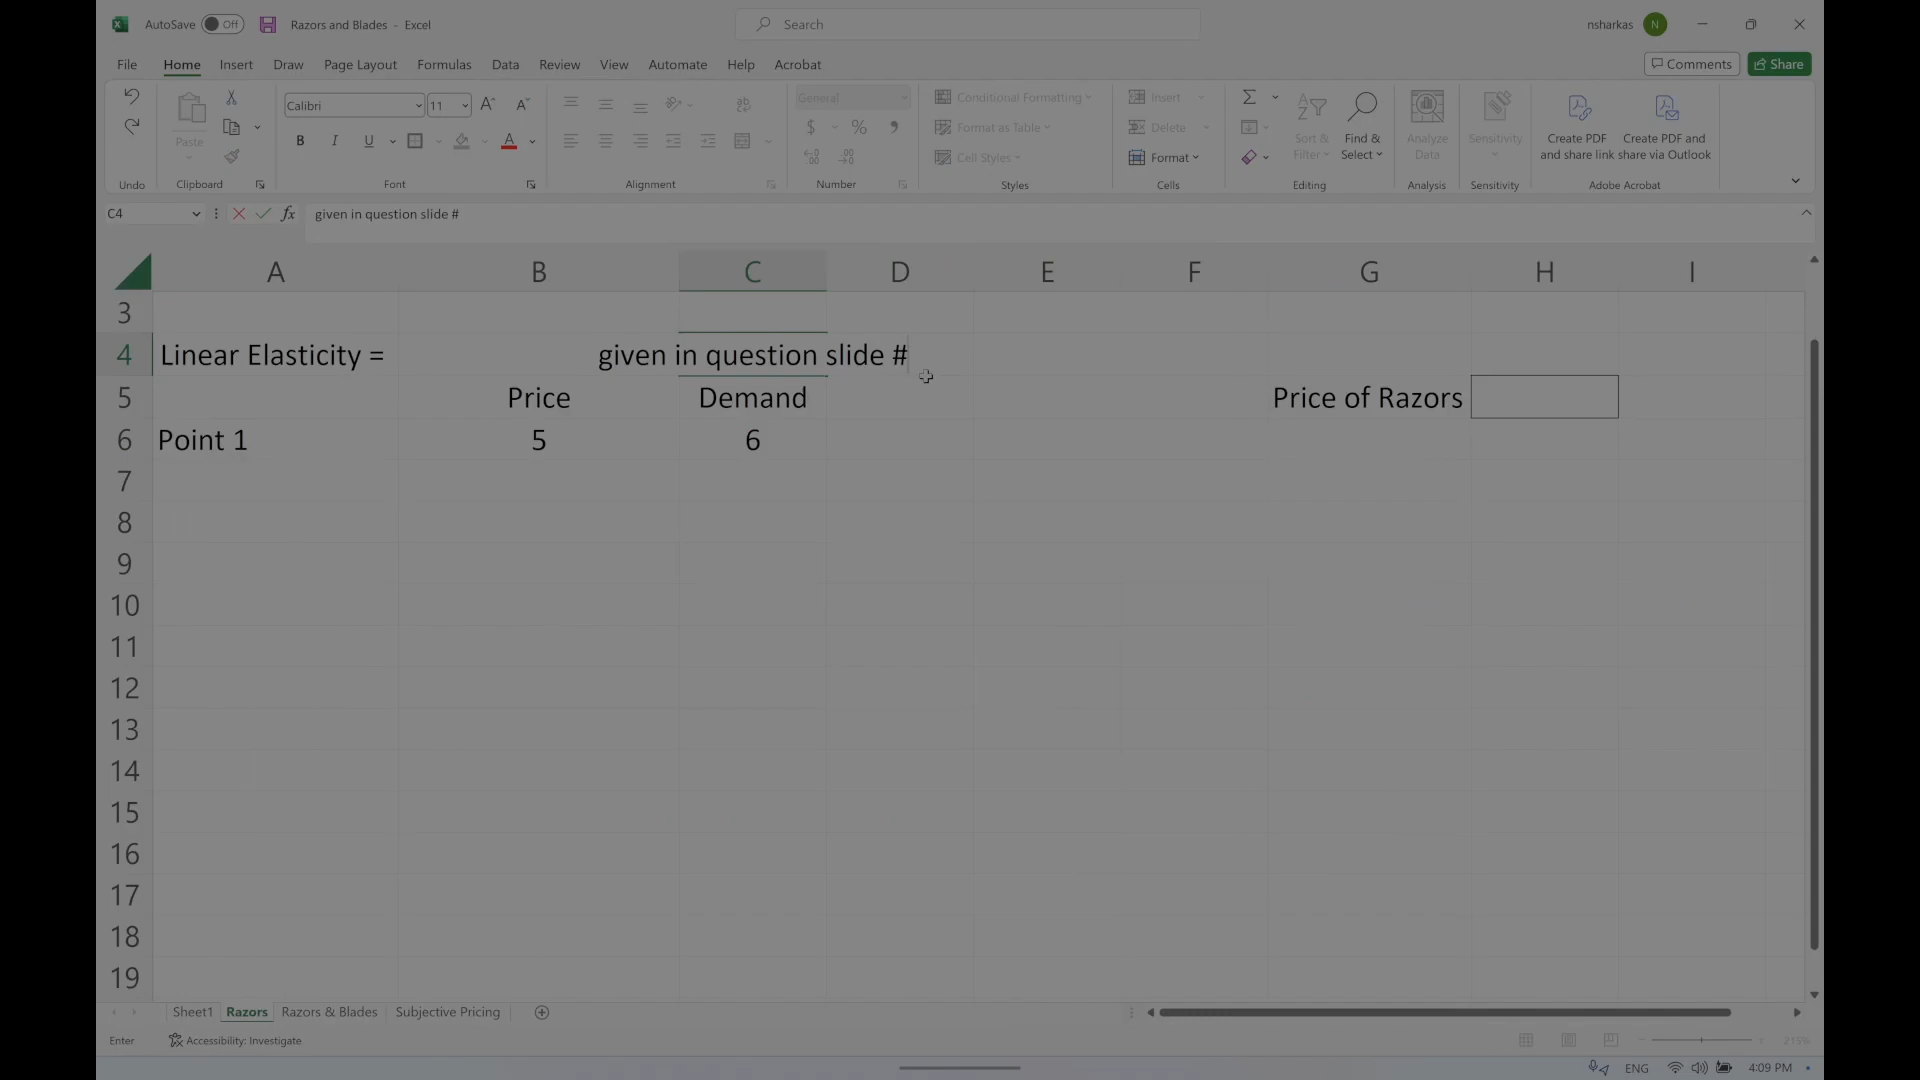 AutoSave Off Razors and Blades - Excel Search nsharkas N
File Home Insert Draw Page Layout Formulas Data Review View Automate Help Acrobat Comments Share
Calibri 11 General Conditional Formatting Insert
Paste B I U $ % Format as Table Delete Sort & Filter Find & Select Analyze Data Sensitivity Create PDF and share link Create PDF and share via Outlook
Cell Styles Format
Undo Clipboard Font Alignment Number Styles Cells Editing Analysis Sensitivity Adobe Acrobat
C4 fx given in question slide #
A B C D E F G H I
3
4 Linear Elasticity = given in question slide #
5 Price Demand Price of Razors
6 Point 1 5 6
7
8
9
10
11
12
13
14
15
16
17
18
19
Sheet1 Razors Razors & Blades Subjective Pricing
Enter Accessibility: Investigate 215%
ENG 4:09 PM